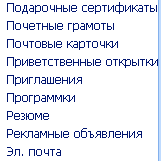 Подарочные сертификаты
Почетные грамоты
Почтовые карточки
Приветственные открытки
Приглашения
Программки
Резюме
Рекламные объявления
Эл. почта